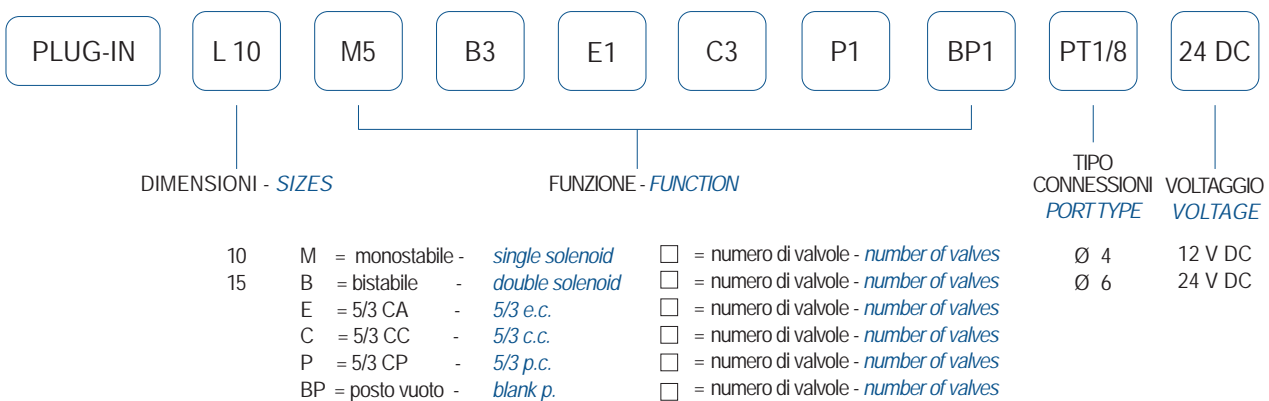 PLUG-IN L 10 M5 B3 E1 C3 P1 BP1 PT1/8 24 DC
DIMENSIONI - SIZES
FUNZIONE - FUNCTION
TIPO
CONNESSIONI
PORT TYPE
VOLTAGGIO
VOLTAGE
10 M = monostabile - single solenoid = numero di valvole - number of valves Ø 4 12 V DC
15 B = bistabile - double solenoid = numero di valvole - number of valves Ø 6 24 V DC
E = 5/3 CA - 5/3 e.c. = numero di valvole - number of valves
C = 5/3 CC - 5/3 c.c. = numero di valvole - number of valves
P = 5/3 CP - 5/3 p.c. = numero di valvole - number of valves
BP = posto vuoto - blank p. = numero di valvole - number of valves